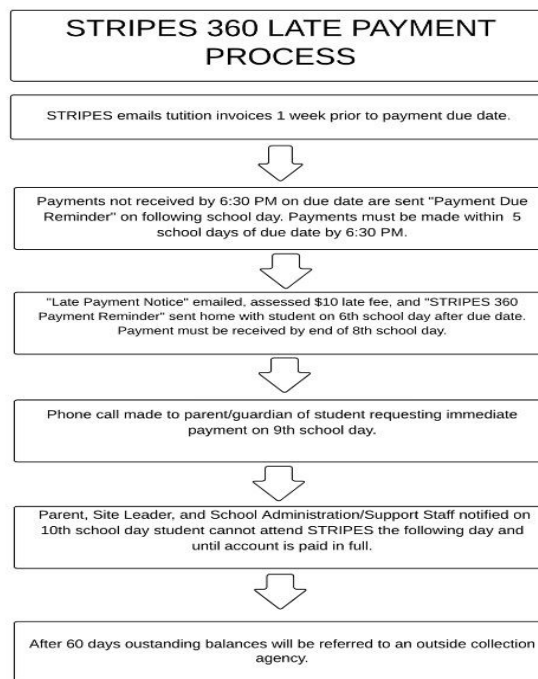 STRIPES 360 LATE PAYMENT
PROCESS
STRIPES emails tutition invoices 1 week prior to payment due date.
Payments not received by 6:30 PM on due date are sent "Payment Due
Reminder" on following school day. Payments must be made within 5
school days of due date by 6:30 PM.
"Late Payment Notice" emailed, assessed $10 late fee, and "STRIPES 360
Payment Reminder" sent home with student on 6th school day after due date.
Payment must be received by end of 8th school day.
Phone call made to parent/guardian of student requesting immediate
payment on 9th school day.
Parent, Site Leader, and School Administration/Support Staff notified on
10th school day student cannot attend STRIPES the following day and
until account is paid in full.
After 60 days oustanding balances will be referred to an outside collection
agency.